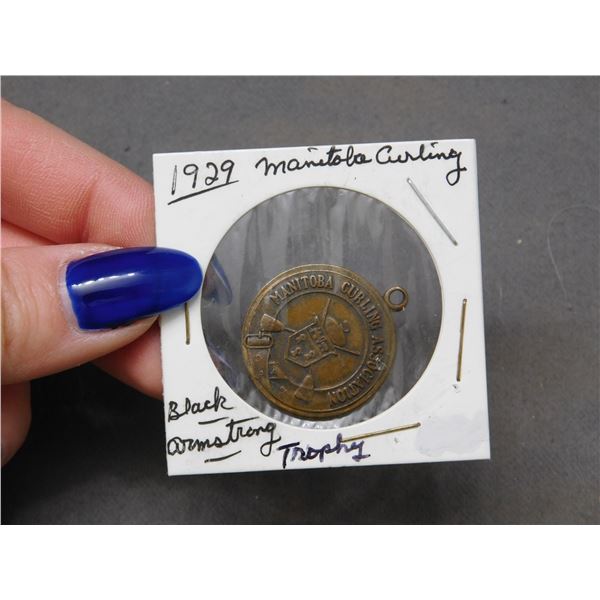 1929 Manitoba Curling
MANITOBA CURLING ASSOCIATION
Black
Armstrong
Trophy